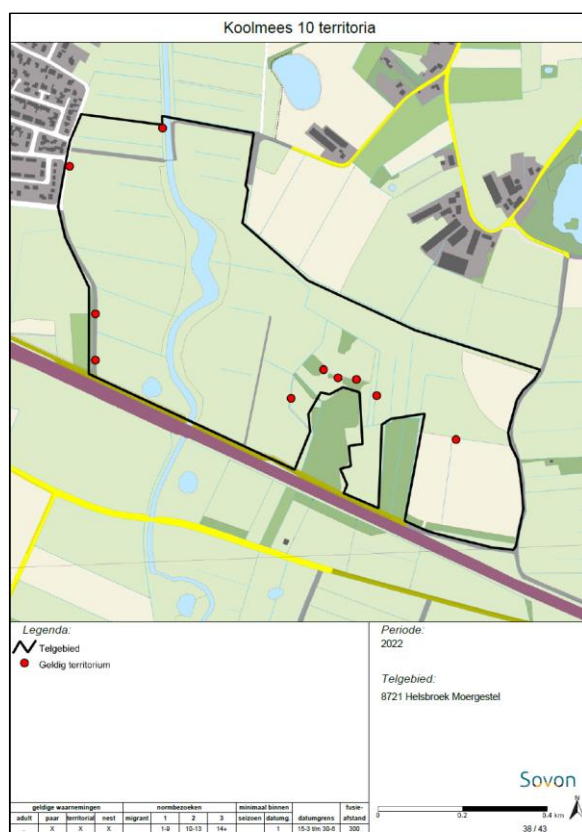 Koolmees 10 territoria
Legenda:
Telgebied
Geldig territorium
Periode:
2022
Telgebied:
8721 Helsbroek Moergestel
Sovon
N
0 0.2 0.4 km
38 / 43
geldige waarnemingen normbezoeken minimaal binnen fusie-
adult paar territorial nest migrant 1 2 3 seizoen datumg. datumgrens afstand
. X X X 1-9 10-13 14+ 1 15-3 t/m 30-6 300